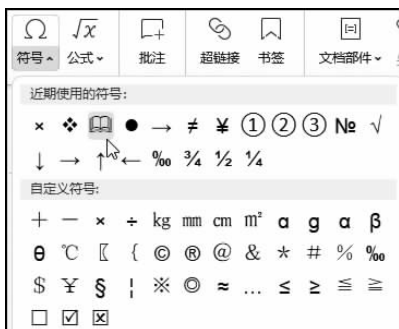 Ω √x
符号 公式 批注 超链接 书签 文档部件
近期使用的符号:
× ❖ 🕮 ● → ≠ ¥ ① ② ③ № √
↓ → ↑ ← ‰ ¾ ½ ¼
自定义符号:
＋ － × ÷ kg mm cm m² ɑ ɡ α β
θ ℃ 〖 { © ® @ & * # % ‰
$ ￥ § ¦ ※ ◎ ≈ … ≤ ≥ ≦ ≧
☐ ☑ ☒